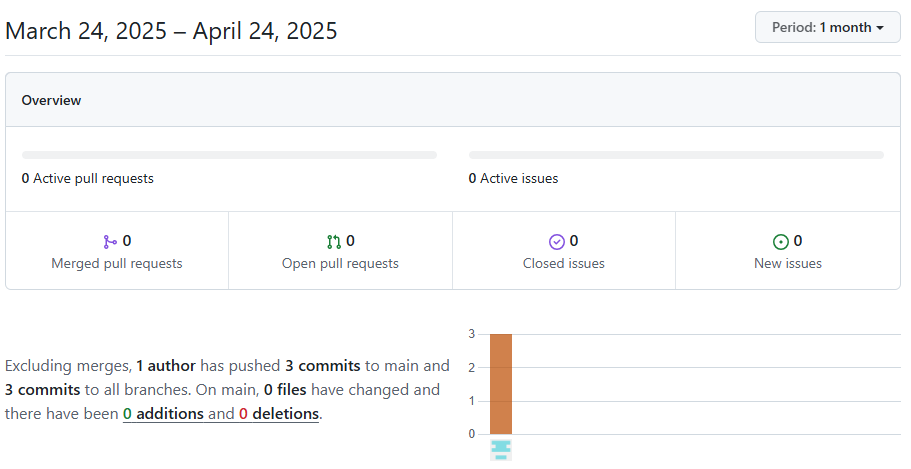 March 24, 2025 – April 24, 2025
Period: 1 month
Overview
0 Active pull requests
0 Active issues
0
Merged pull requests
0
Open pull requests
0
Closed issues
0
New issues
Excluding merges, 1 author has pushed 3 commits to main and
3 commits to all branches. On main, 0 files have changed and
there have been 0 additions and 0 deletions.
3
2
1
0